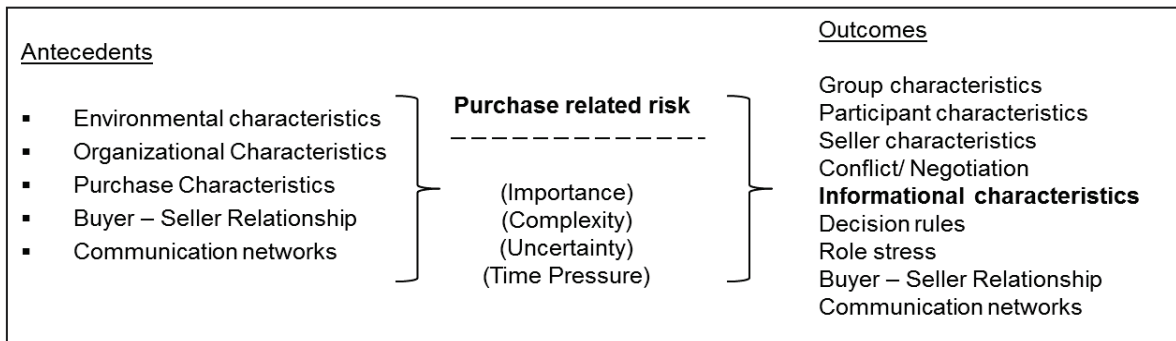 Antecedents
▪ Environmental characteristics
▪ Organizational Characteristics
▪ Purchase Characteristics
▪ Buyer – Seller Relationship
▪ Communication networks
Purchase related risk
(Importance)
(Complexity)
(Uncertainty)
(Time Pressure)
Outcomes
Group characteristics
Participant characteristics
Seller characteristics
Conflict/ Negotiation
Informational characteristics
Decision rules
Role stress
Buyer – Seller Relationship
Communication networks